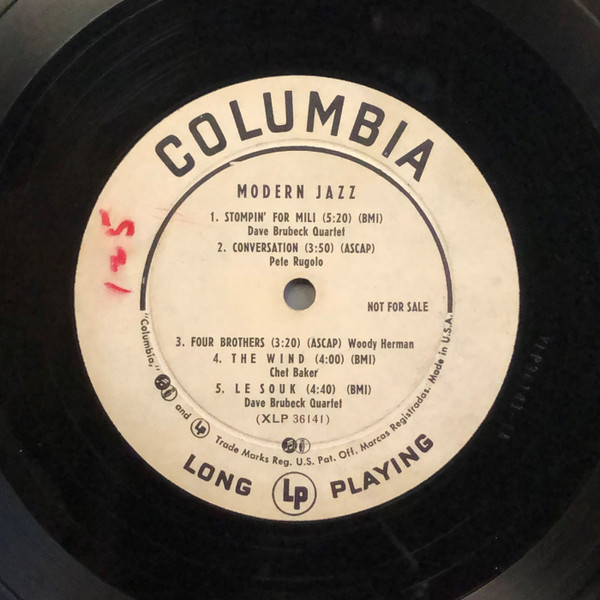 COLUMBIA
MODERN JAZZ
1. STOMPIN' FOR MILI (5:20) (BMI)
Dave Brubeck Quartet
2. CONVERSATION (3:50) (ASCAP)
Pete Rugolo
1-5
NOT FOR SALE
3. FOUR BROTHERS (3:20) (ASCAP) Woody Herman
4. THE WIND (4:00) (BMI)
Chet Baker
5. LE SOUK (4:40) (BMI)
Dave Brubeck Quartet
(XLP 36141)
"Columbia," and Lp Trade Marks Reg. U.S. Pat. Off. Marcas Registradas. Made in U.S.A.
LONG Lp PLAYING